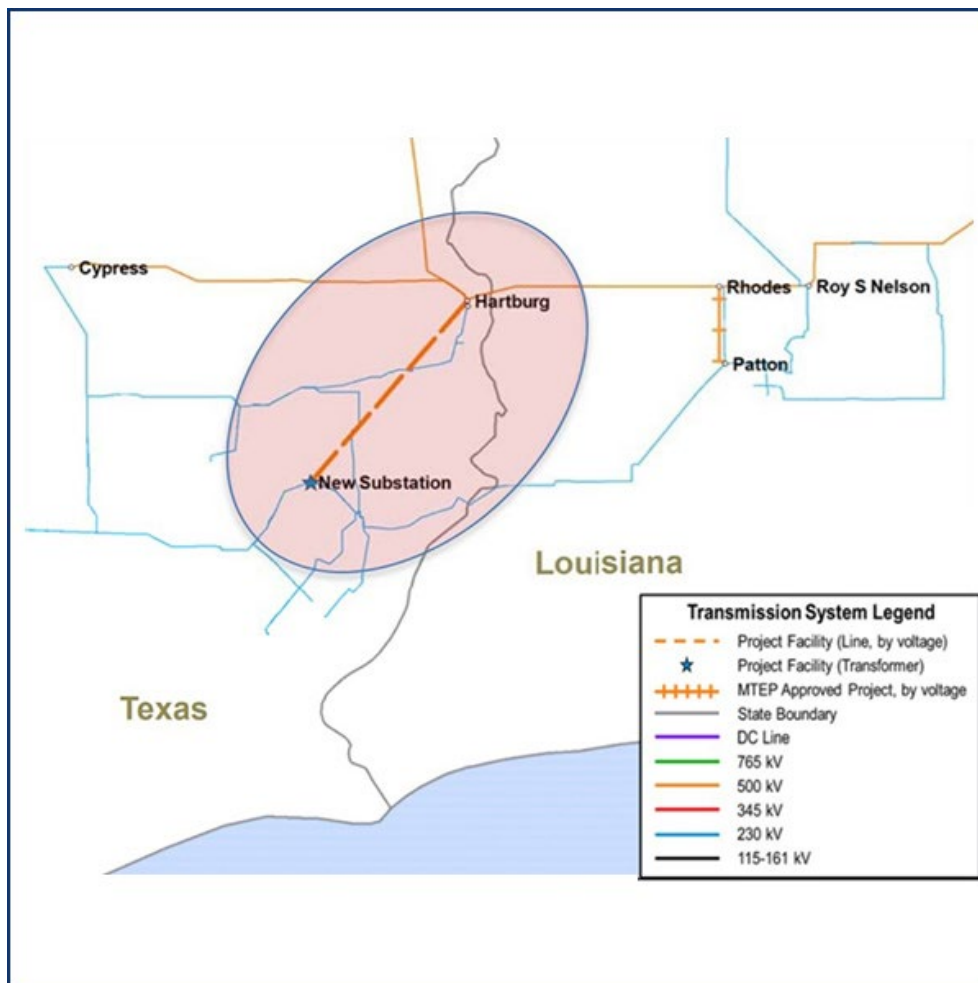 Cypress
Hartburg
Rhodes
Roy S Nelson
Patton
New Substation
Louisiana
Texas
Transmission System Legend
Project Facility (Line, by voltage)
Project Facility (Transformer)
MTEP Approved Project, by voltage
State Boundary
DC Line
765 kV
500 kV
345 kV
230 kV
115-161 kV